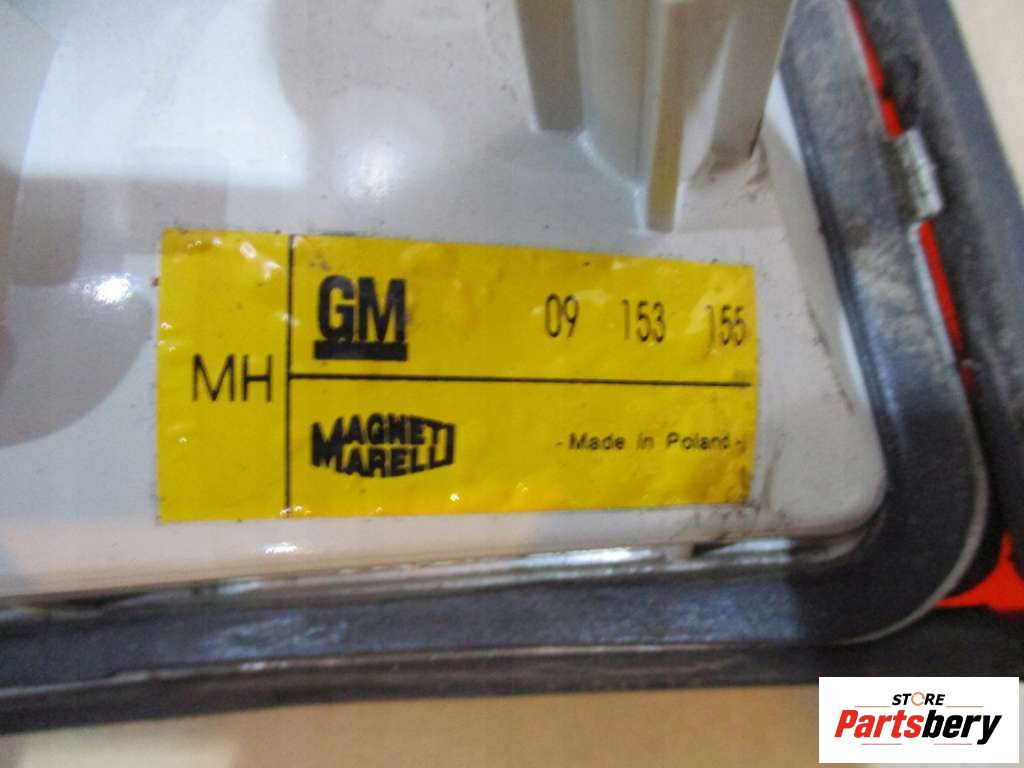 MH
GM 09 153 155
MAGNETI
MARELLI
- Made in Poland -
STORE
Partsbery